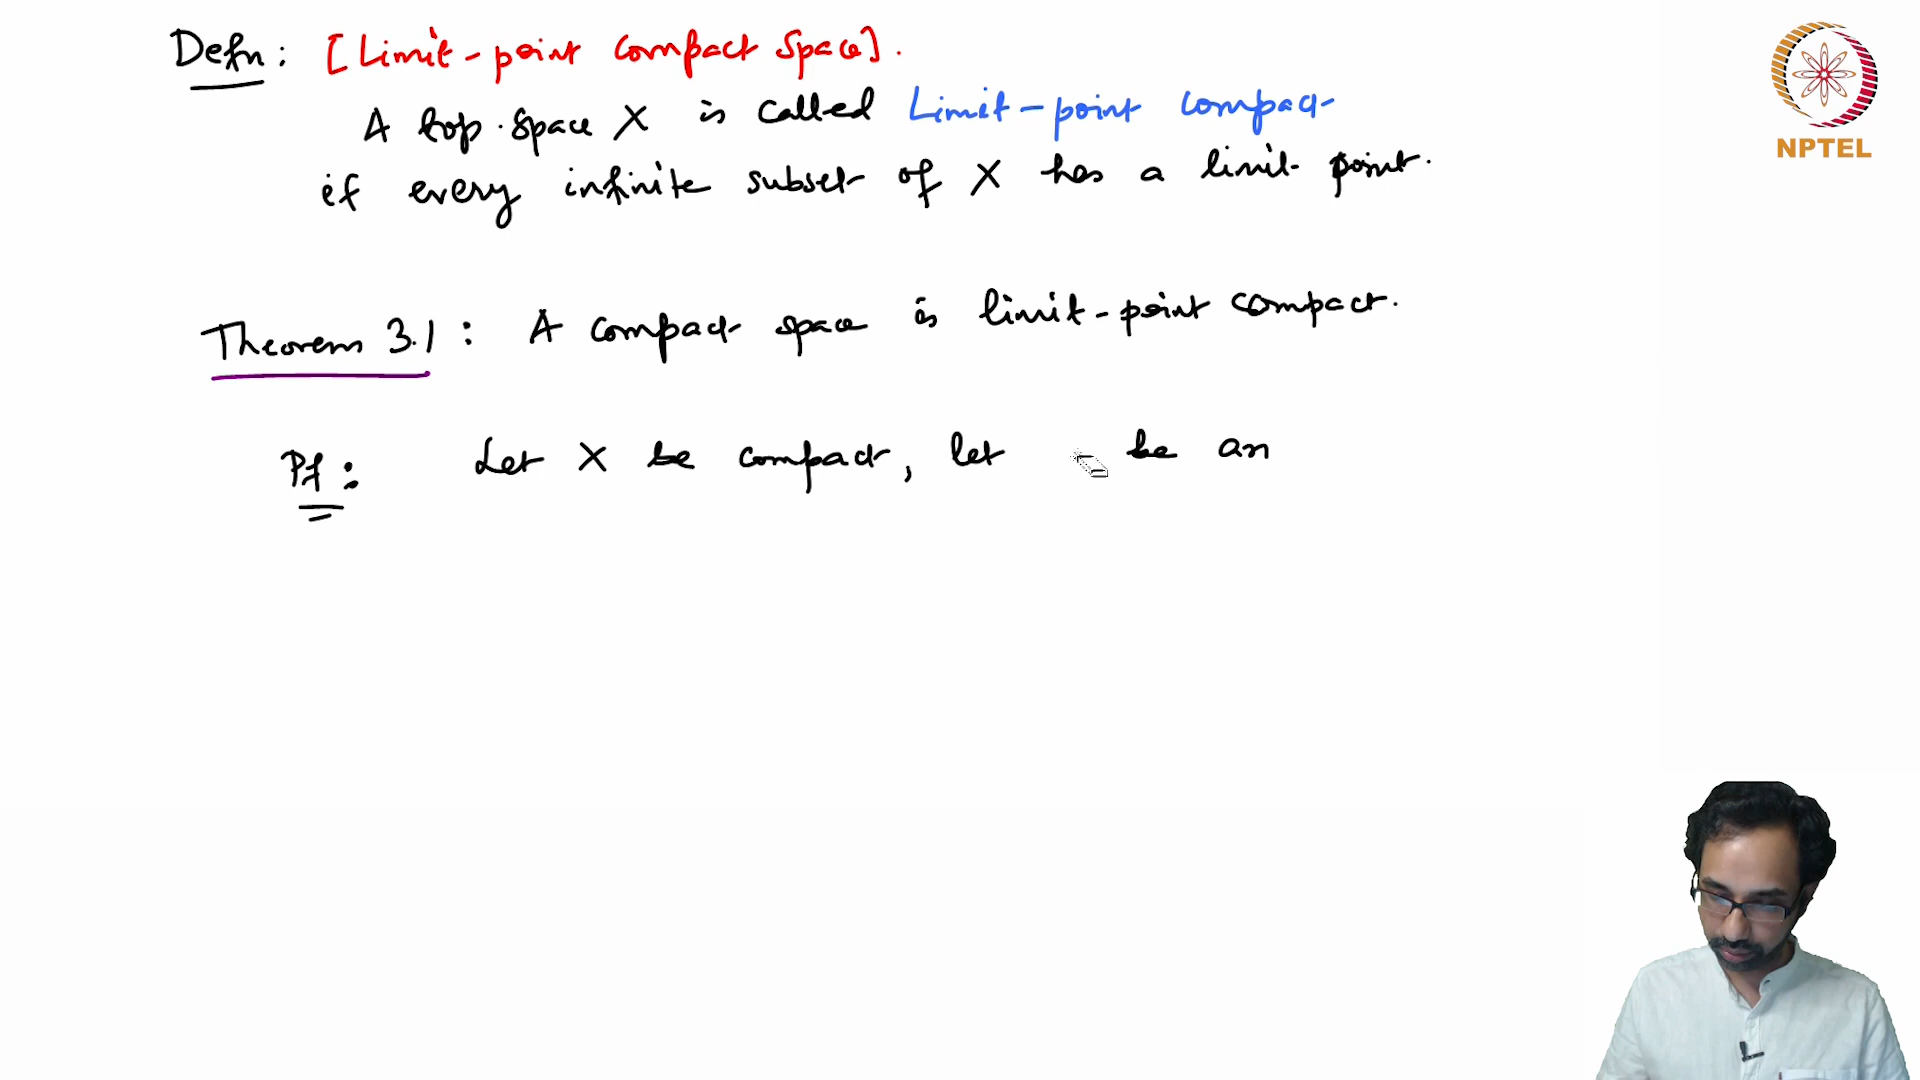 Defn: [Limit-point compact space].
NPTEL
A top. space X is called Limit-point compact
if every infinite subset of X has a limit point.
Theorem 3.1: A compact space is limit-point compact.
Pf: Let X be compact, let be an